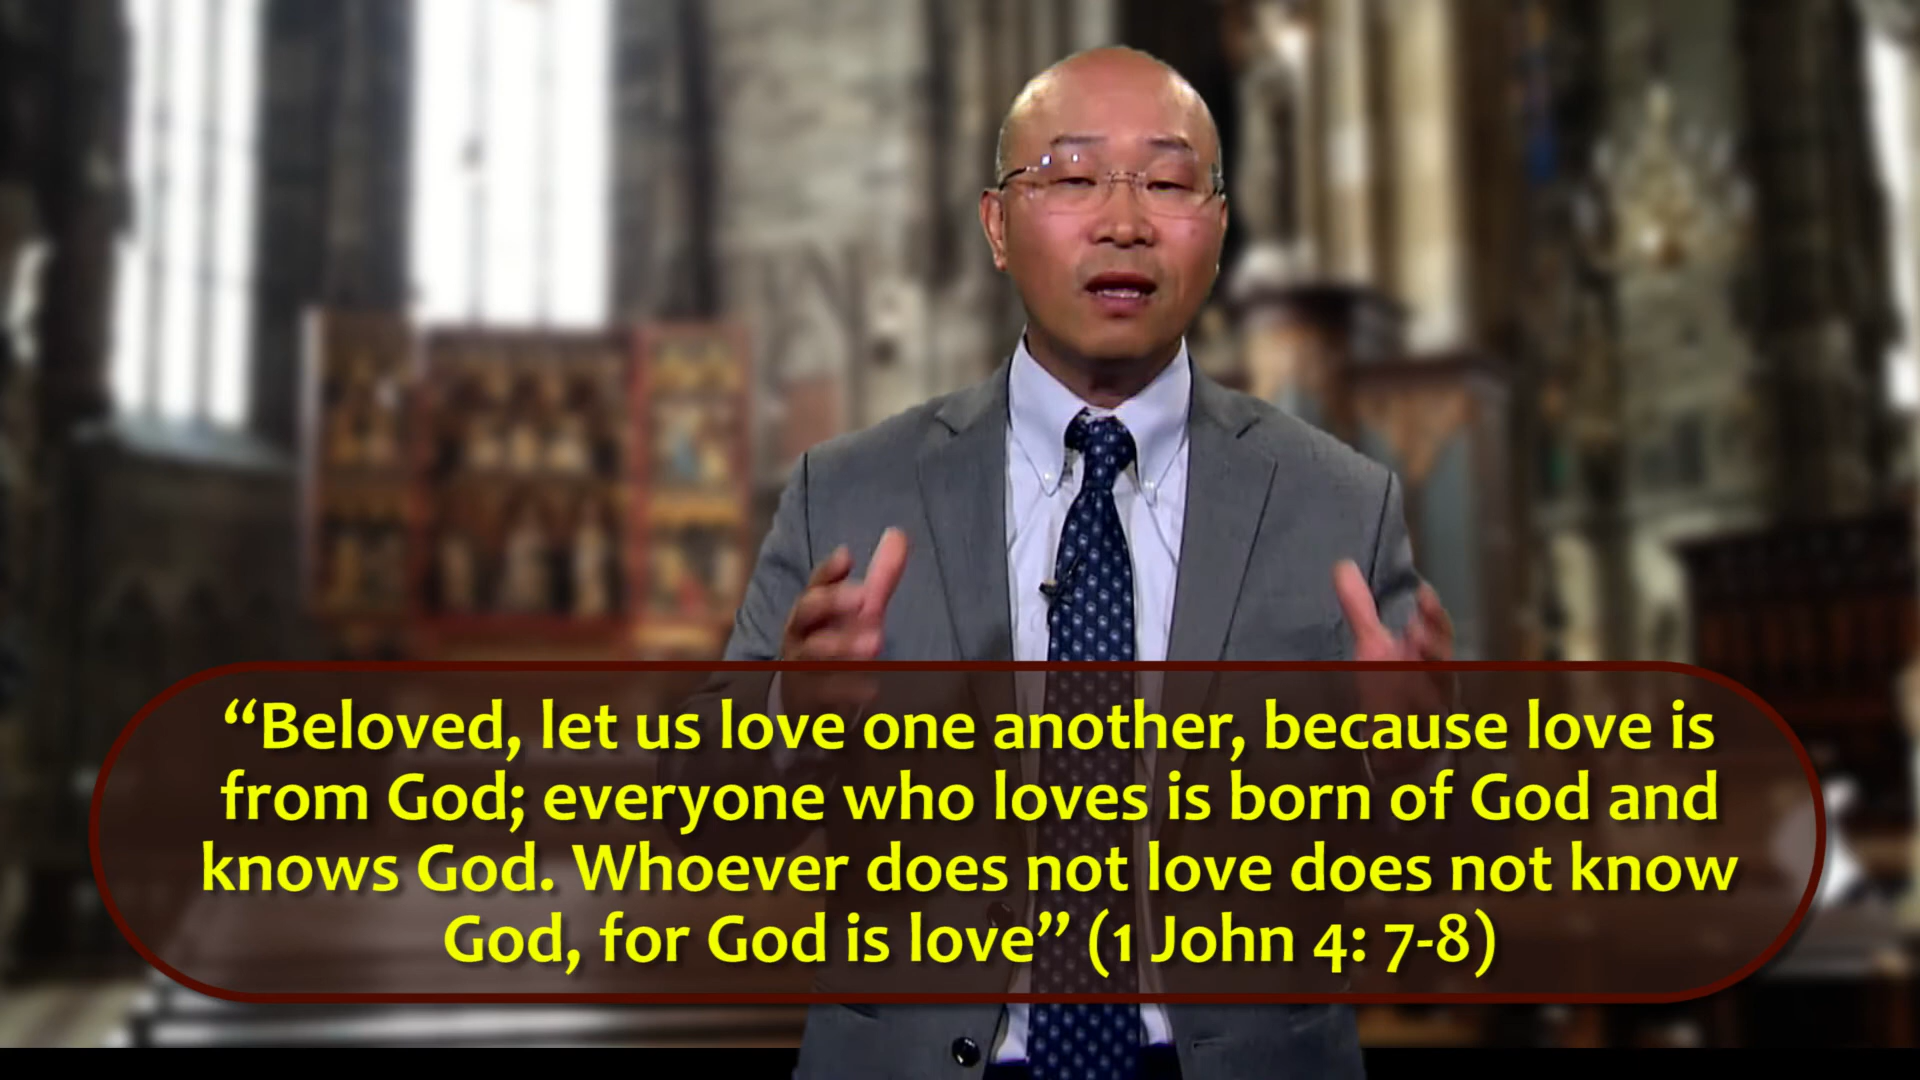 “Beloved, let us love one another, because love is
from God; everyone who loves is born of God and
knows God. Whoever does not love does not know
God, for God is love” (1 John 4: 7-8)